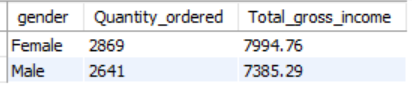 gender Quantity_ordered Total_gross_income
Female 2869 7994.76
Male 2641 7385.29